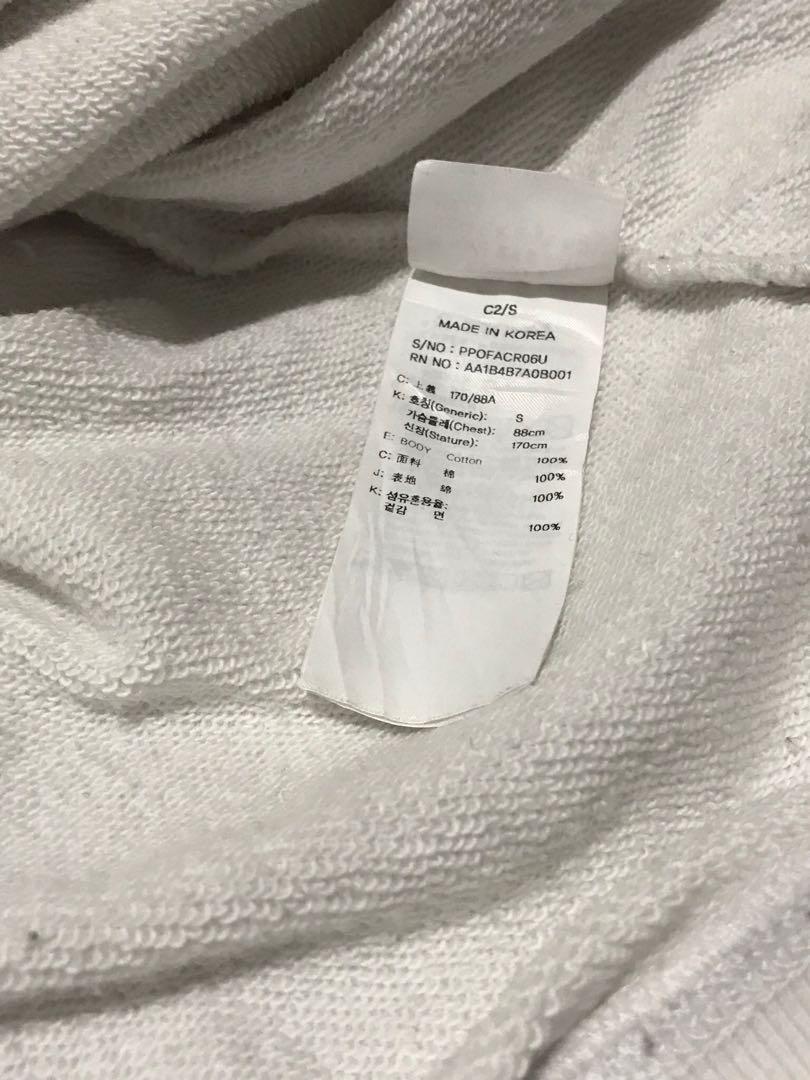 C2/S
MADE IN KOREA
S/NO : PPOFACR06U
RN NO : AA1B4B7A0B001
C: 上義 170/88A
K: 호칭(Generic): S
가슴둘레(Chest): 88cm
신장(Stature): 170cm
E: BODY Cotton 100%
C: 面料 棉 100%
J: 表地 綿 100%
K: 섬유혼용율:
겉감 면 100%